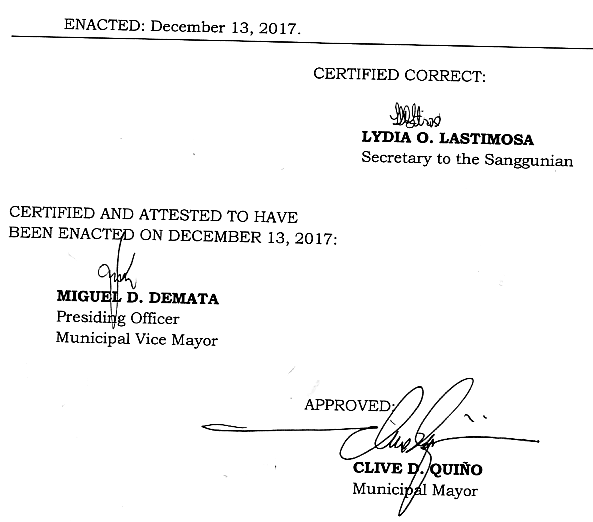 ENACTED: December 13, 2017.
CERTIFIED CORRECT:
LYDIA O. LASTIMOSA
Secretary to the Sanggunian
CERTIFIED AND ATTESTED TO HAVE
BEEN ENACTED ON DECEMBER 13, 2017:
MIGUEL D. DEMATA
Presiding Officer
Municipal Vice Mayor
APPROVED:
CLIVE D. QUIÑO
Municipal Mayor